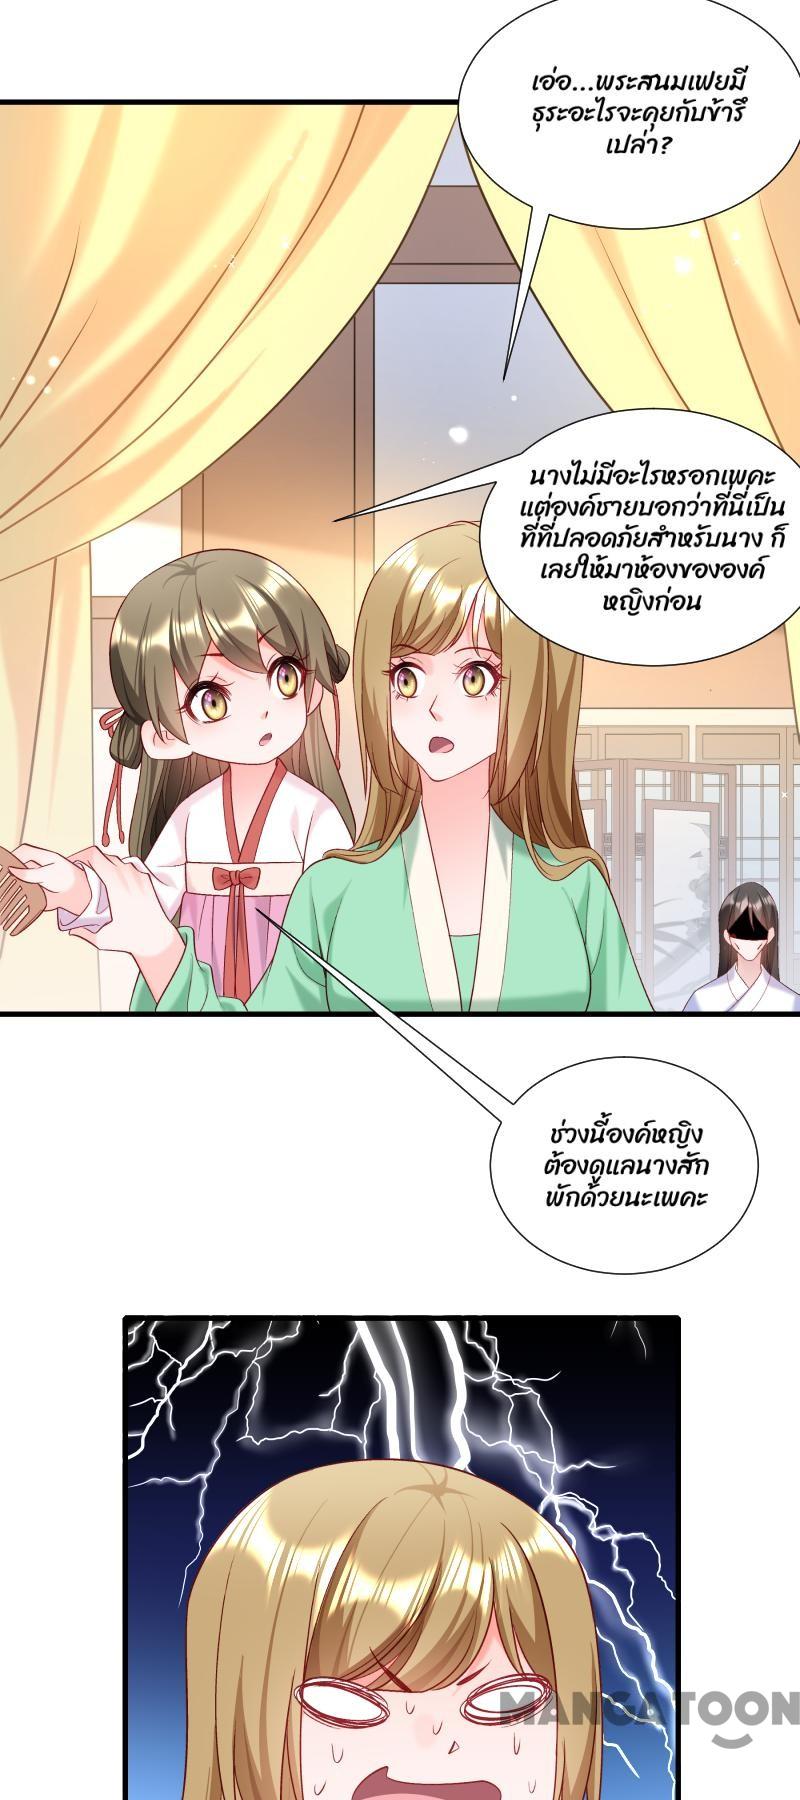 เอ่อ...พระสนมเฟยมี
ธุระอะไรจะคุยกับข้ารึ
เปล่า?
นางไม่มีอะไรหรอกเพคะ
แต่องค์ชายบอกว่าที่นี่เป็น
ที่ที่ปลอดภัยสำหรับนาง ก็
เลยให้มาห้องขององค์
หญิงก่อน
ช่วงนี้องค์หญิง
ต้องดูแลนางสัก
พักด้วยนะเพคะ
MANGATOON